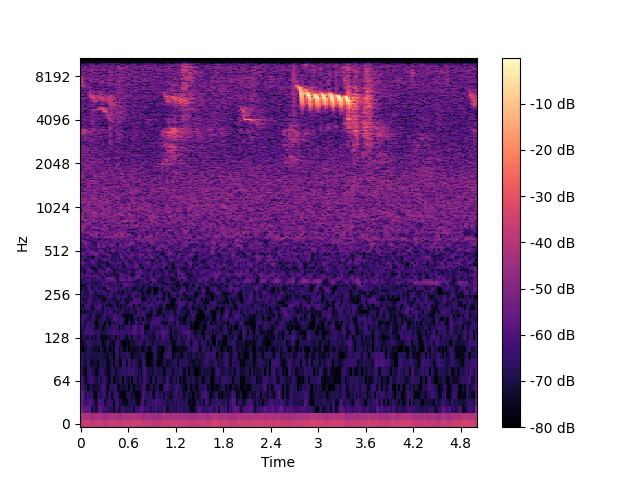 8192
4096
2048
1024
512
256
128
64
0
Hz
0 0.6 1.2 1.8 2.4 3 3.6 4.2 4.8
Time
-10 dB
-20 dB
-30 dB
-40 dB
-50 dB
-60 dB
-70 dB
-80 dB